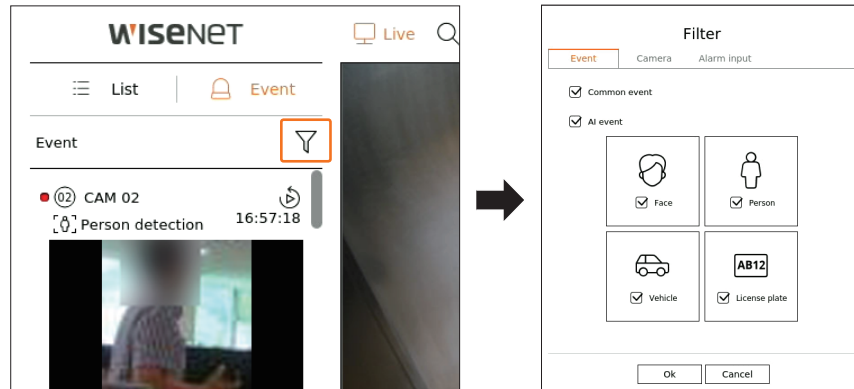 WISENET
Live
List
Event
Event
02 CAM 02
Person detection
16:57:18
Filter
Event Camera Alarm input
Common event
AI event
Face
Person
Vehicle
AB12
License plate
Ok
Cancel